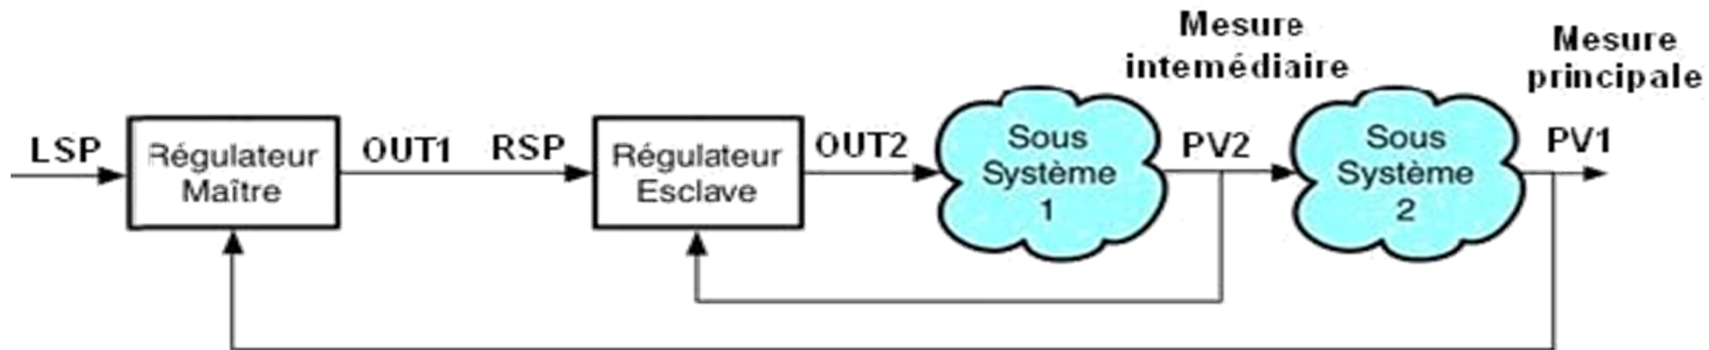 Mesure
intemédiaire
Mesure
principale
LSP
Régulateur
Maître
OUT1
RSP
Régulateur
Esclave
OUT2
Sous
Système
1
PV2
Sous
Système
2
PV1